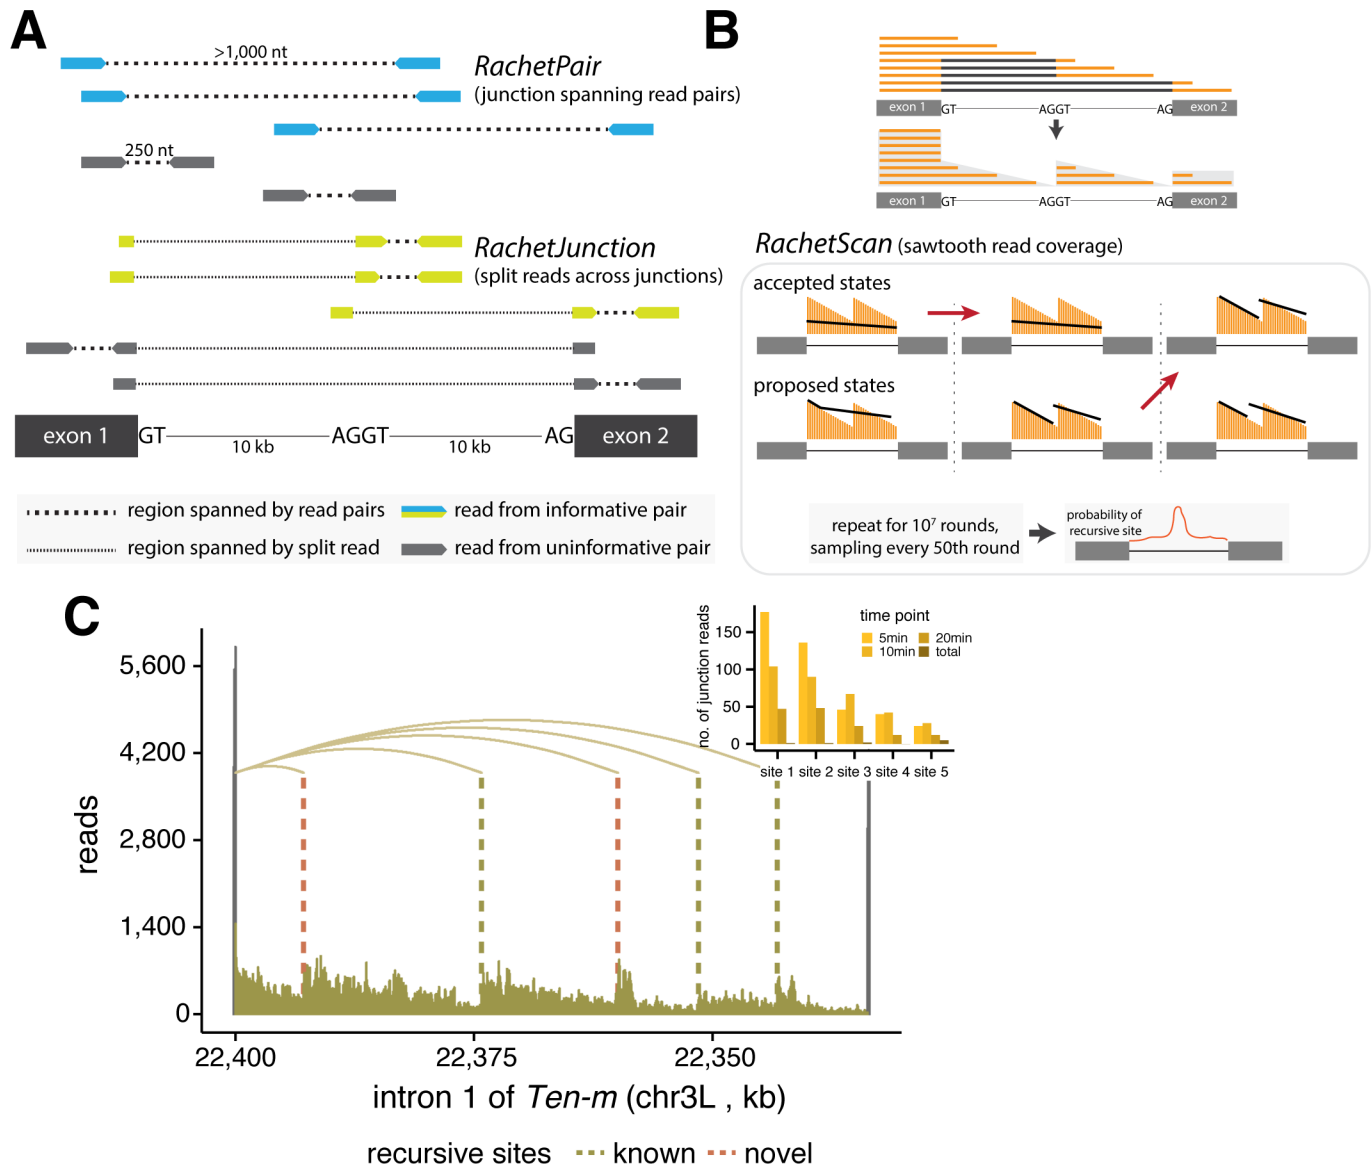 A
>1,000 nt
RachetPair
(junction spanning read pairs)
250 nt
RachetJunction
(split reads across junctions)
exon 1
GT
10 kb
AGGT
10 kb
AG
exon 2
region spanned by read pairs
read from informative pair
region spanned by split read
read from uninformative pair
B
exon 1
GT
AGGT
AG
exon 2
exon 1
GT
AGGT
AG
exon 2
RachetScan (sawtooth read coverage)
accepted states
proposed states
repeat for 10⁷ rounds,
sampling every 50th round
probability of
recursive site
C
5,600
4,200
2,800
1,400
0
reads
22,400
22,375
22,350
intron 1 of Ten-m (chr3L , kb)
recursive sites
known
novel
no. of junction reads
150
100
50
0
time point
5min
20min
10min
total
site 1
site 2
site 3
site 4
site 5